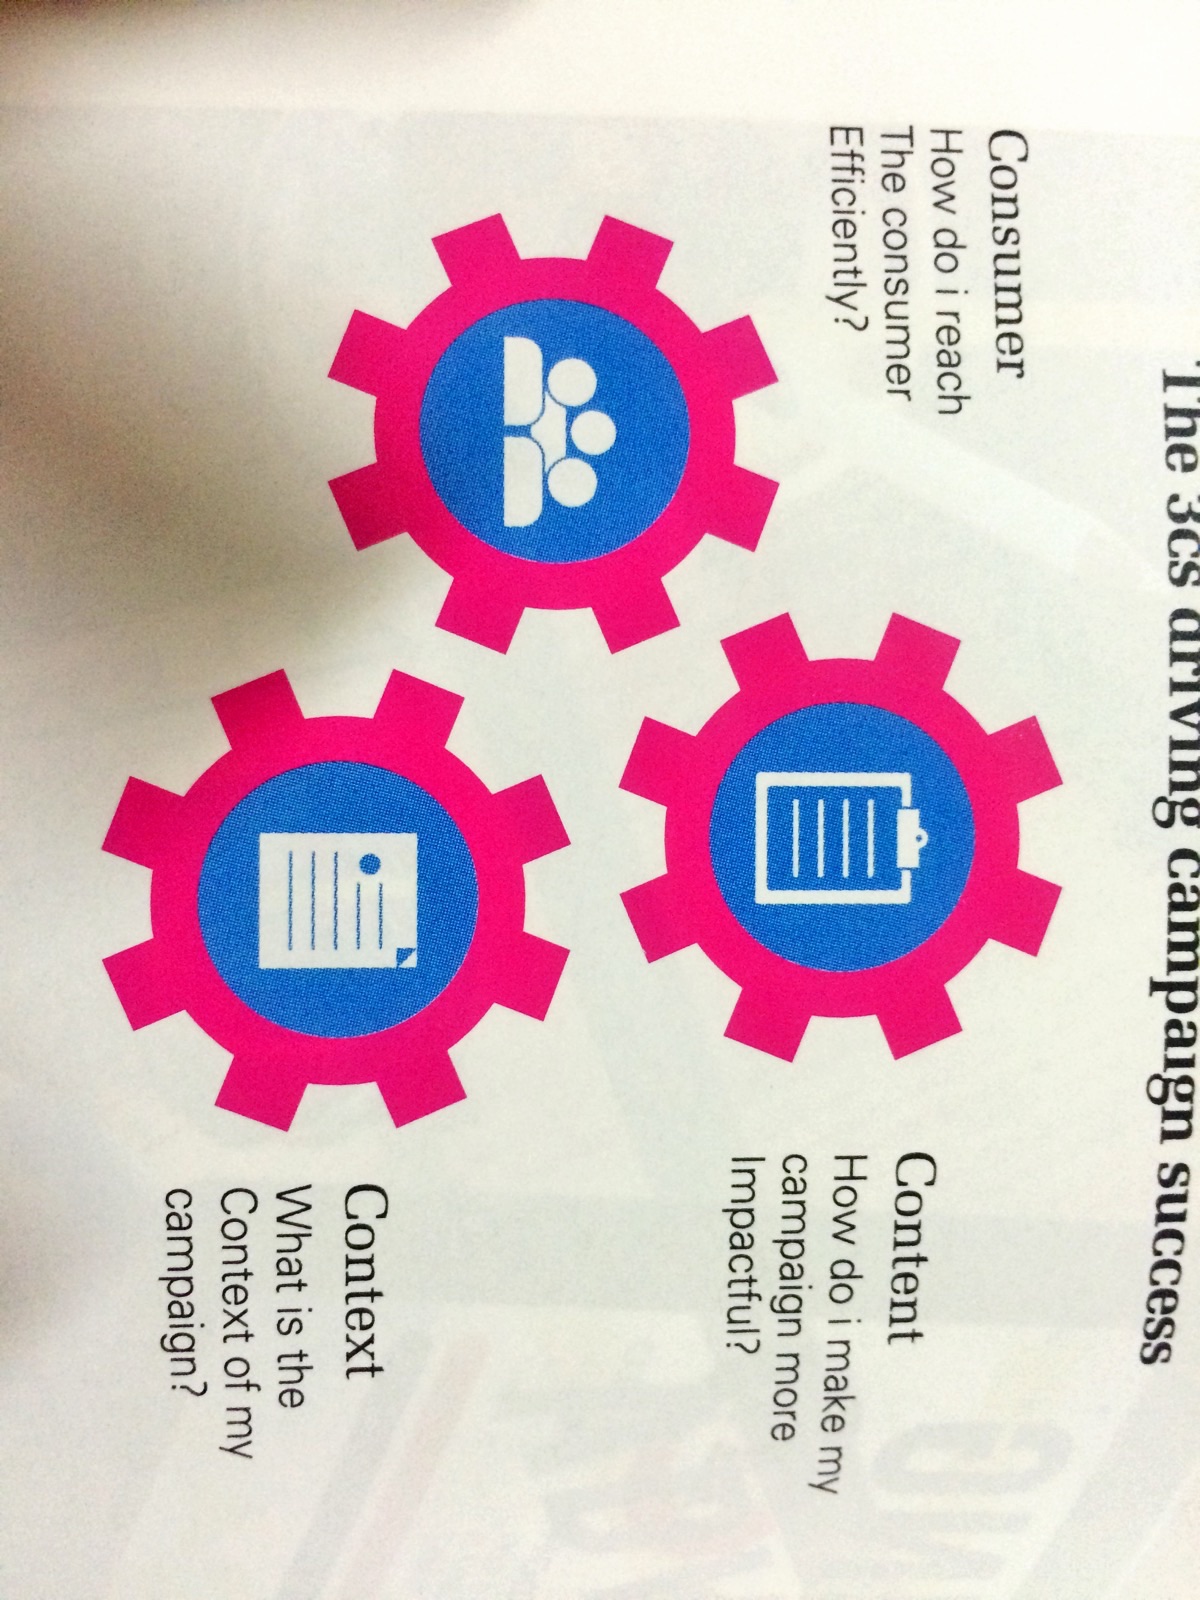 The 3cs driving campaign success
Consumer
How do i reach
The consumer
Efficiently?
Content
How do i make my
campaign more
Impactful?
Context
What is the
Context of my
campaign?